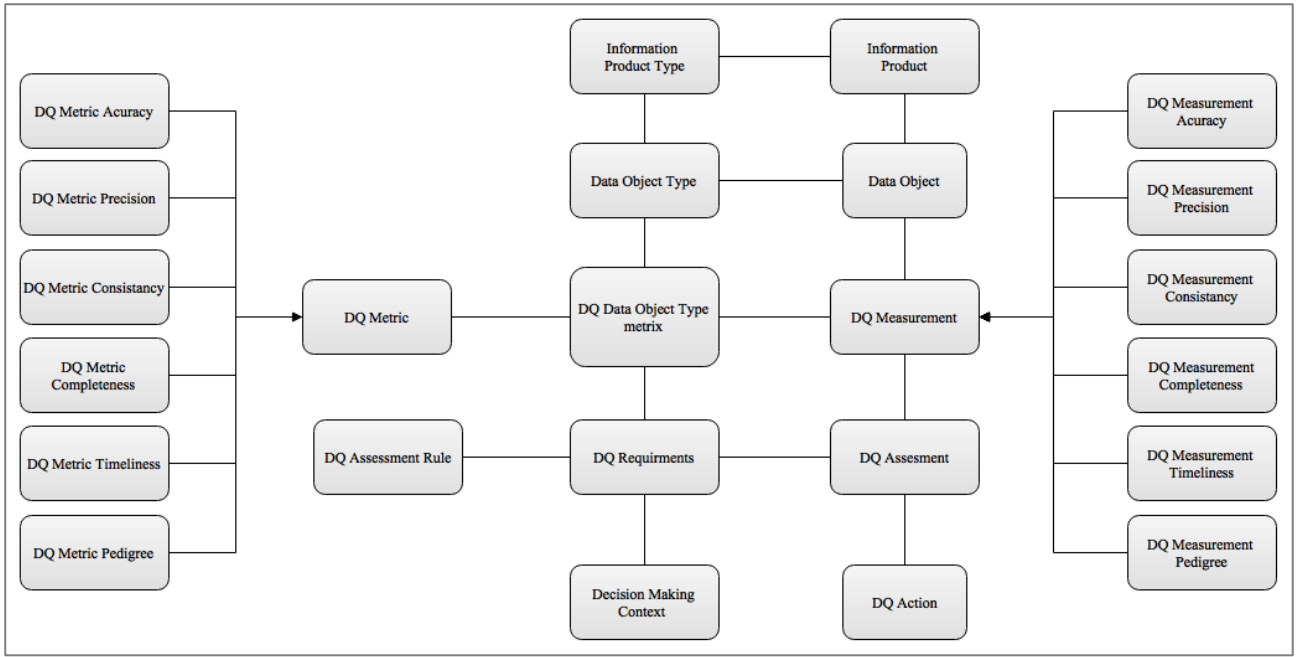 Information
Product Type
Information
Product
DQ Metric Acuracy
DQ Measurement
Acuracy
Data Object Type
Data Object
DQ Metric Precision
DQ Measurement
Precision
DQ Metric Consistancy
DQ Metric
DQ Data Object Type
metrix
DQ Measurement
DQ Measurement
Consistancy
DQ Metric
Completeness
DQ Measurement
Completeness
DQ Metric Timeliness
DQ Assessment Rule
DQ Requirments
DQ Assesment
DQ Measurement
Timeliness
DQ Metric Pedigree
DQ Measurement
Pedigree
Decision Making
Context
DQ Action